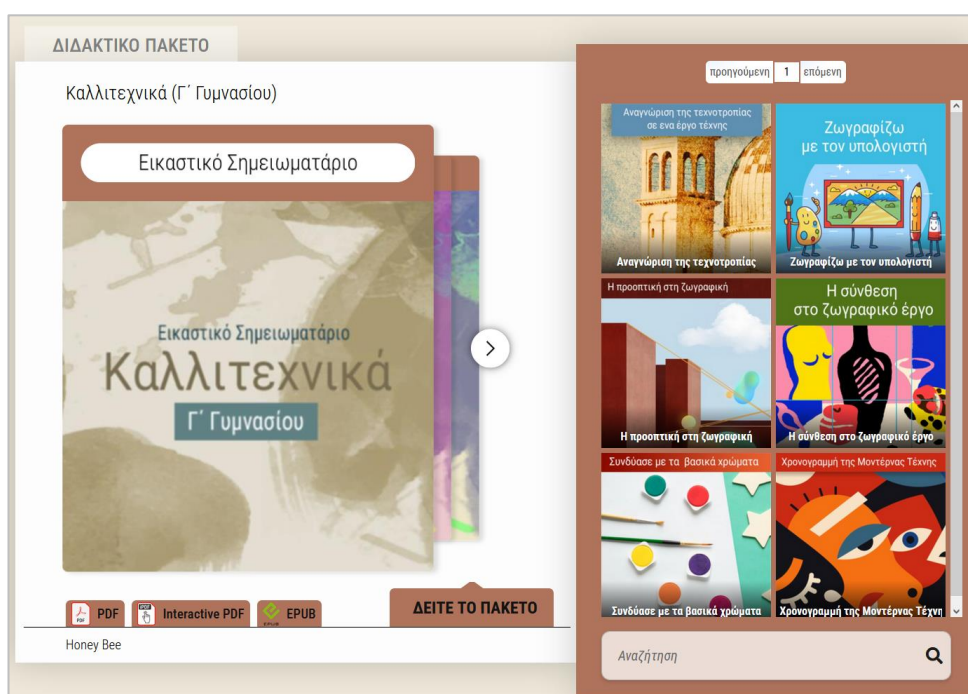 ΔΙΔΑΚΤΙΚΟ ΠΑΚΕΤΟ
Καλλιτεχνικά (Γ΄ Γυμνασίου)
Εικαστικό Σημειωματάριο
Εικαστικό Σημειωματάριο
Καλλιτεχνικά
Γ΄ Γυμνασίου
PDF
PDF
iPDF
Interactive PDF
EPUB
EPUB
ΔΕΙΤΕ ΤΟ ΠΑΚΕΤΟ
Honey Bee
προηγούμενη 1 επόμενη
Αναγνώριση της τεχνοτροπίας
σε ενα έργο τέχνης
Αναγνώριση της τεχνοτροπίας
Ζωγραφίζω
με τον υπολογιστή
Ζωγραφίζω με τον υπολογιστή
Η προοπτική στη ζωγραφική
Η προοπτική στη ζωγραφική
Η σύνθεση
στο ζωγραφικό έργο
Η σύνθεση στο ζωγραφικό έργο
Συνδύασε με τα βασικά χρώματα
Συνδύασε με τα βασικά χρώματα
Χρονογραμμή της Μοντέρνας Τέχνης
Χρονογραμμή της Μοντέρνας Τέχνη
Αναζήτηση